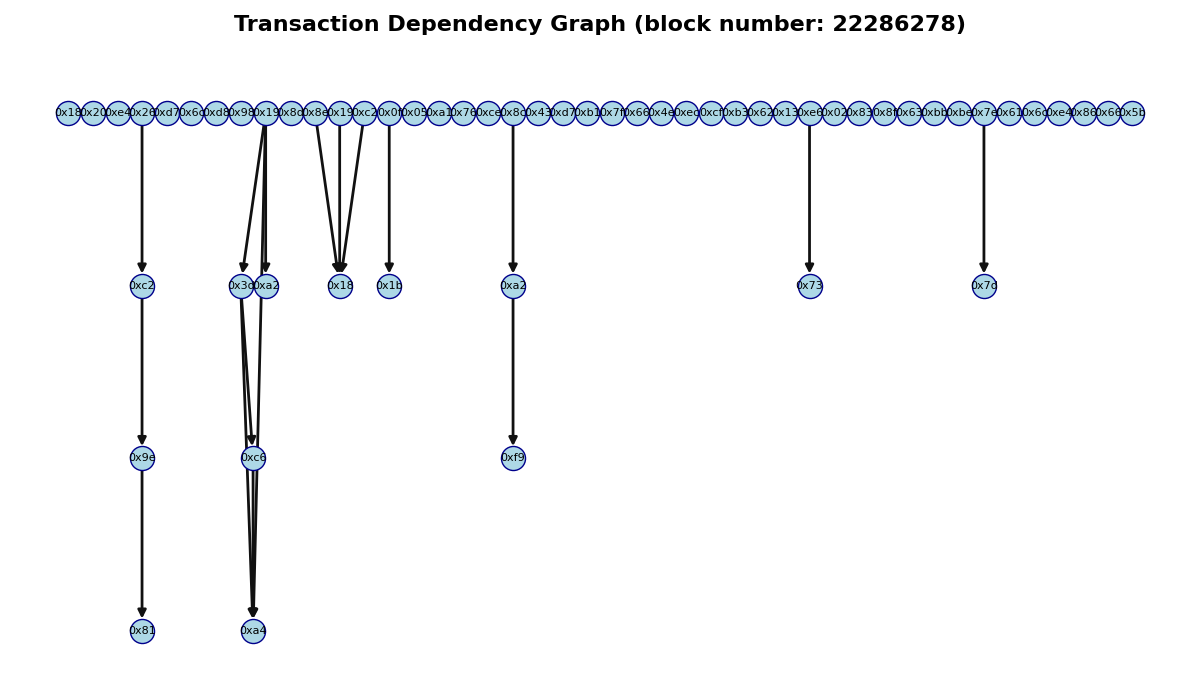 Transaction Dependency Graph (block number: 22286278)
0x18 0x20 0xe4 0x26 0xd7 0x6c 0xd8 0x98 0x19 0x8d 0x8e 0x19 0xc2 0x0f 0x05 0xa1 0x76 0xce 0x8c 0x43 0xd7 0xb1 0x7f 0x66 0x4e 0xec 0xcf 0xb3 0x62 0x13 0xe6 0x02 0x83 0x8f 0x63 0xbb 0xbe 0x7e 0x61 0x6c 0xe4 0x86 0x66 0x5b
0xc2 0x3d 0xa2 0x18 0x1b 0xa2 0x73 0x7d
0x9e 0xc6 0xf9
0x81 0xa4